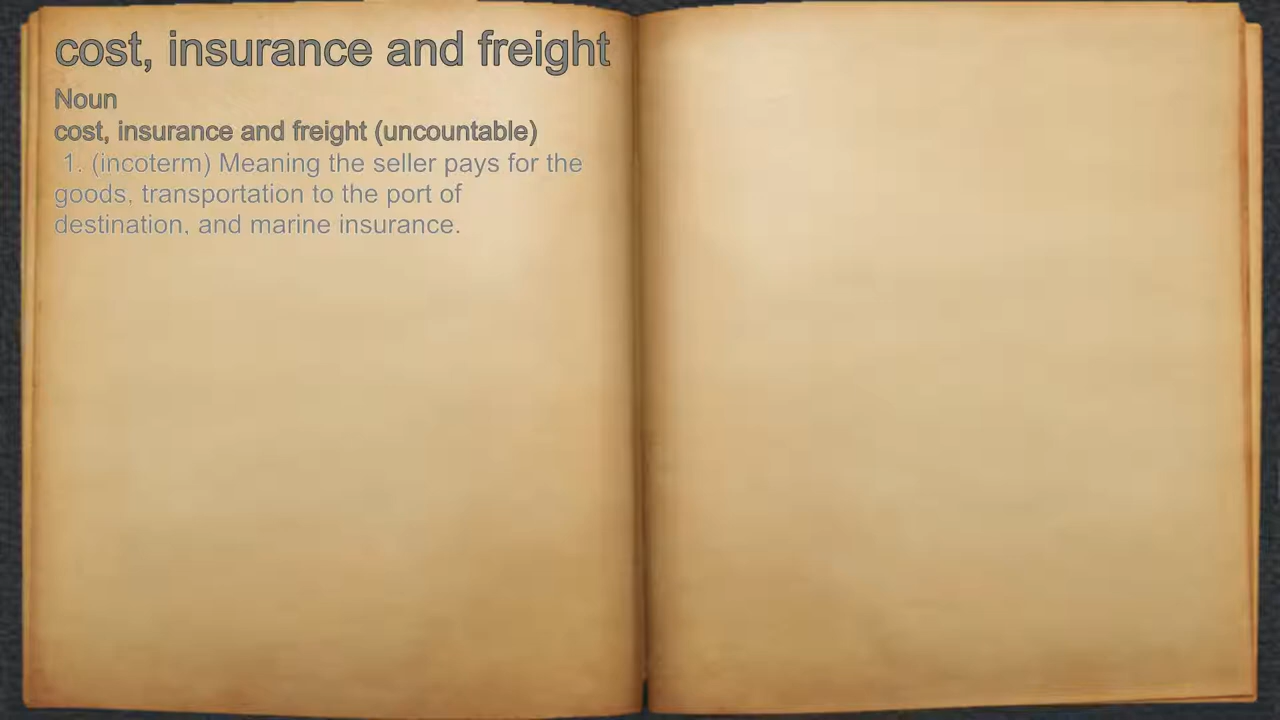 cost, insurance and freight
Noun
cost, insurance and freight (uncountable)
1. (incoterm) Meaning the seller pays for the
goods, transportation to the port of
destination, and marine insurance.